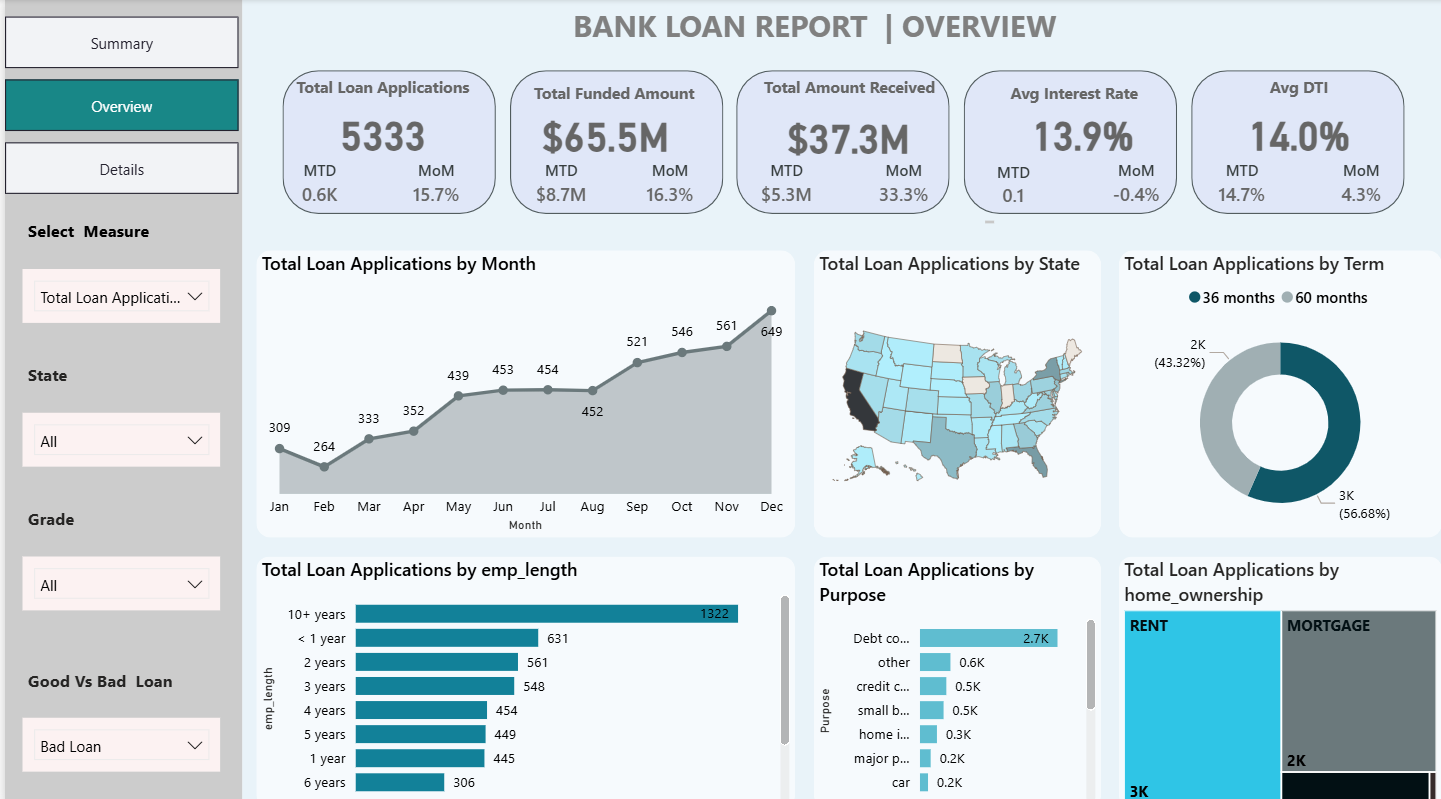 Summary
Overview
Details
Select Measure
Total Loan Applicati...
State
All
Grade
All
Good Vs Bad Loan
Bad Loan
BANK LOAN REPORT | OVERVIEW
Total Loan Applications
5333
MTD MoM
0.6K 15.7%
Total Funded Amount
$65.5M
MTD MoM
$8.7M 16.3%
Total Amount Received
$37.3M
MTD MoM
$5.3M 33.3%
Avg Interest Rate
13.9%
MTD MoM
0.1 -0.4%
Avg DTI
14.0%
MTD MoM
14.7% 4.3%
Total Loan Applications by Month
309
264
333
352
439
453
454
452
521
546
561
649
Jan Feb Mar Apr May Jun Jul Aug Sep Oct Nov Dec
Month
Total Loan Applications by State
Total Loan Applications by Term
36 months 60 months
2K
(43.32%)
3K
(56.68%)
Total Loan Applications by emp_length
emp_length
10+ years 1322
< 1 year 631
2 years 561
3 years 548
4 years 454
5 years 449
1 year 445
6 years 306
Total Loan Applications by
Purpose
Purpose
Debt co... 2.7K
other 0.6K
credit c... 0.5K
small b... 0.5K
home i... 0.3K
major p... 0.2K
car 0.2K
Total Loan Applications by
home_ownership
RENT
3K
MORTGAGE
2K